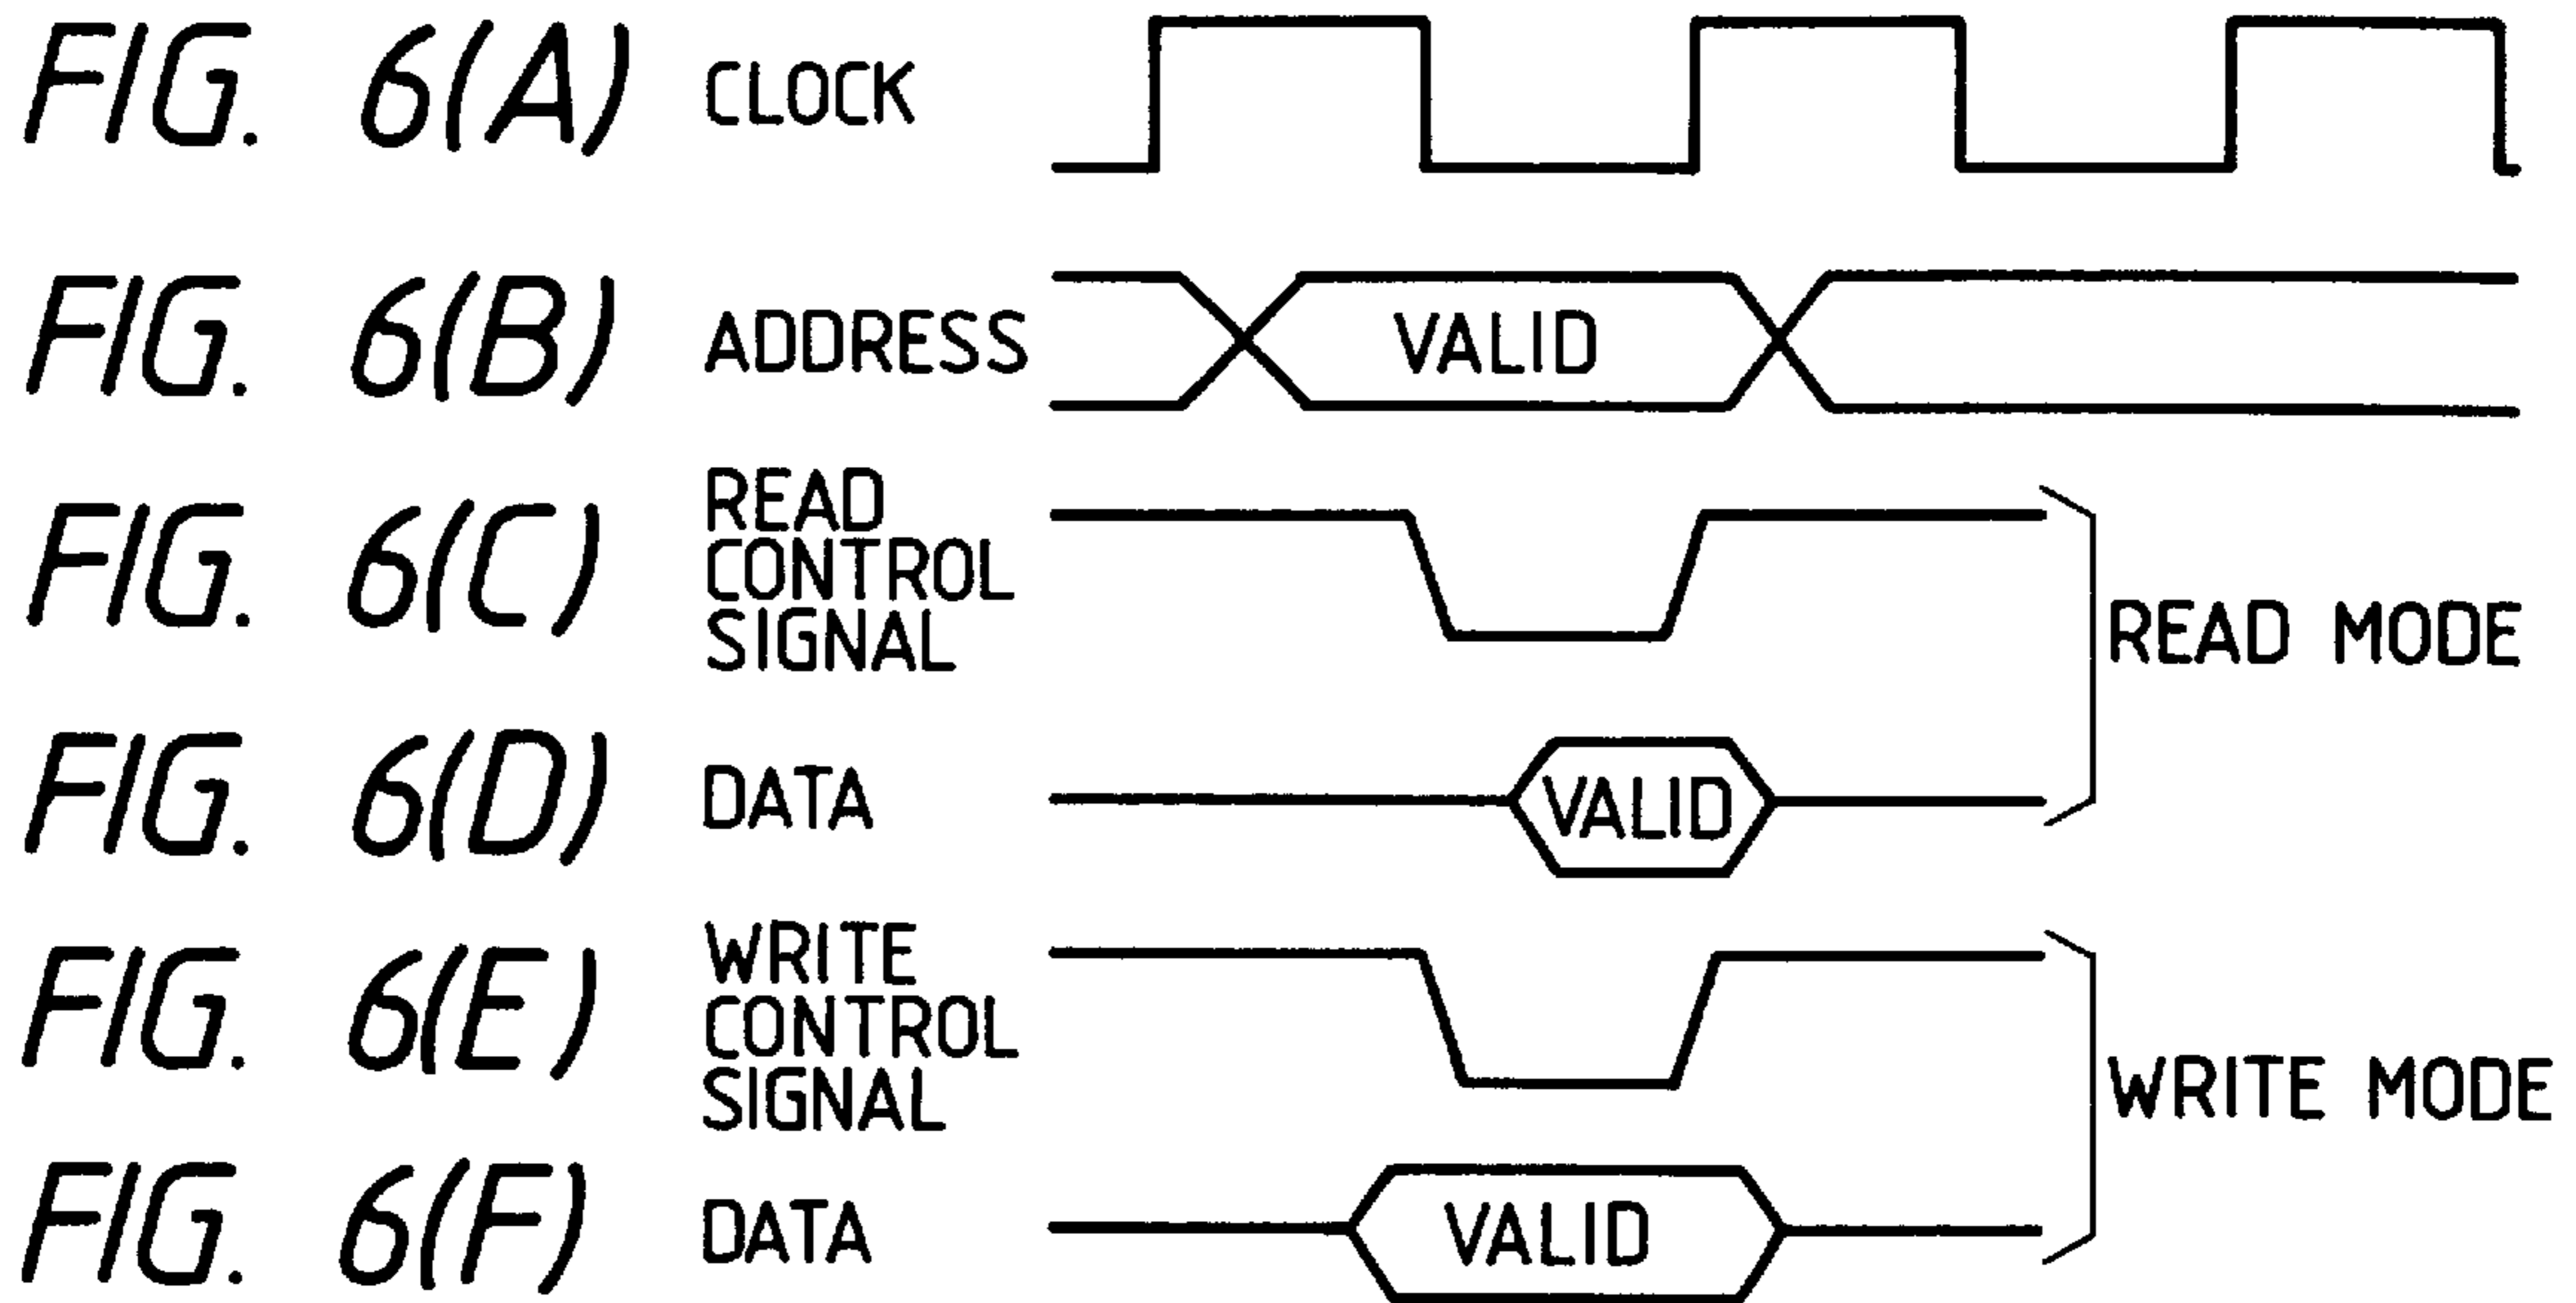 FIG. 6(A) CLOCK
FIG. 6(B) ADDRESS VALID
FIG. 6(C) READ
CONTROL
SIGNAL
READ MODE
FIG. 6(D) DATA VALID
FIG. 6(E) WRITE
CONTROL
SIGNAL
WRITE MODE
FIG. 6(F) DATA VALID